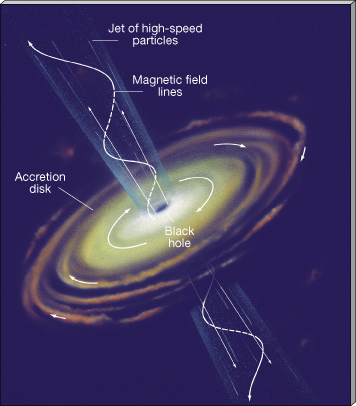 Jet of high-speed
particles
Magnetic field
lines
Accretion
disk
Black
hole